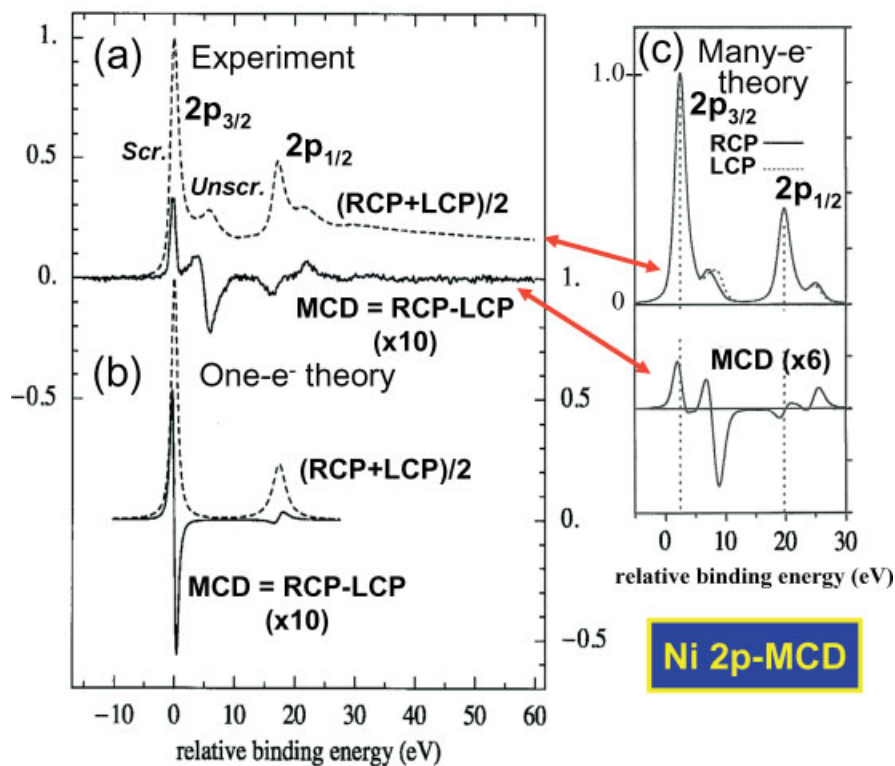 (a) Experiment
1.
0.5
0.
-0.5
2p3/2
Scr.
Unscr.
2p1/2
(RCP+LCP)/2
MCD = RCP-LCP
(x10)
(b) One-e- theory
1.
0.5
0.
-0.5
(RCP+LCP)/2
MCD = RCP-LCP
(x10)
-10 0 10 20 30 40 50 60
relative binding energy (eV)
(c) Many-e-
theory
1.0
0
2p3/2
RCP
LCP
2p1/2
MCD (x6)
0 10 20 30
relative binding energy (eV)
Ni 2p-MCD